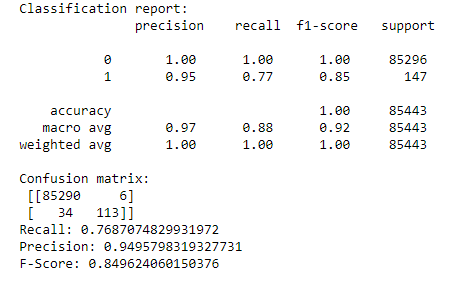 Classification report:
precision recall f1-score support
0 1.00 1.00 1.00 85296
1 0.95 0.77 0.85 147
accuracy 1.00 85443
macro avg 0.97 0.88 0.92 85443
weighted avg 1.00 1.00 1.00 85443
Confusion matrix:
[[85290 6]
[ 34 113]]
Recall: 0.7687074829931972
Precision: 0.9495798319327731
F-Score: 0.849624060150376